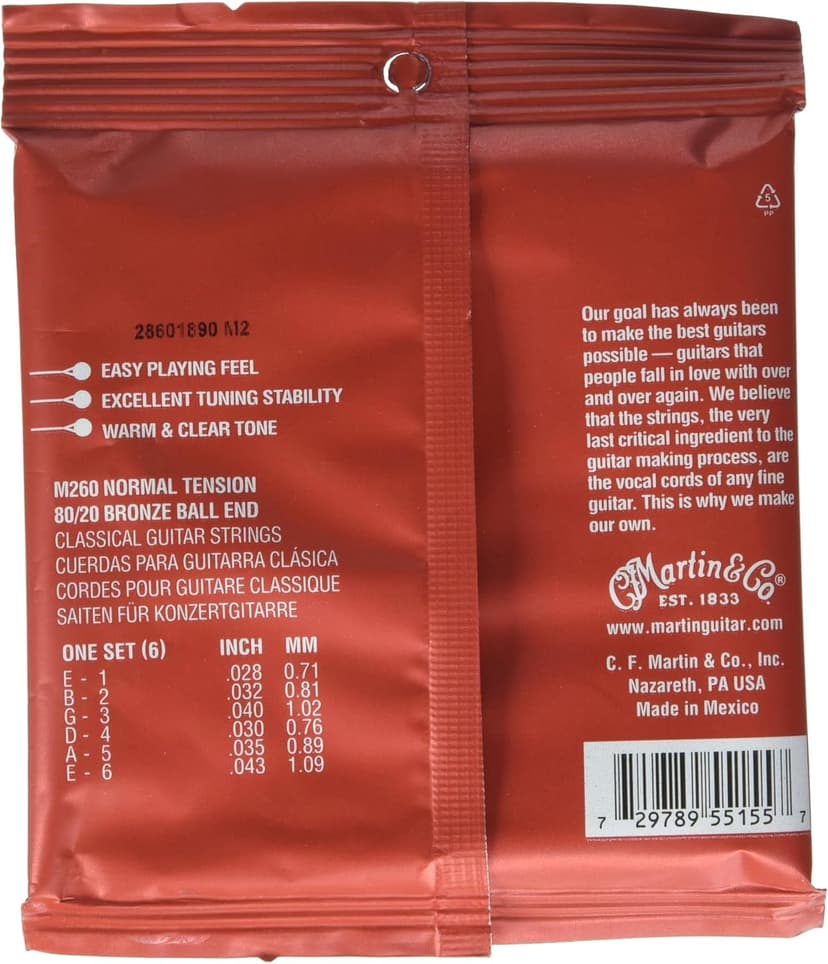 28601890 M2
EASY PLAYING FEEL
EXCELLENT TUNING STABILITY
WARM & CLEAR TONE
M260 NORMAL TENSION
80/20 BRONZE BALL END
CLASSICAL GUITAR STRINGS
CUERDAS PARA GUITARRA CLÁSICA
CORDES POUR GUITARE CLASSIQUE
SAITEN FÜR KONZERTGITARRE
ONE SET (6) INCH MM
E - 1 .028 0.71
B - 2 .032 0.81
G - 3 .040 1.02
D - 4 .030 0.76
A - 5 .035 0.89
E - 6 .043 1.09
5
PP
Our goal has always been
to make the best guitars
possible — guitars that
people fall in love with over
and over again. We believe
that the strings, the very
last critical ingredient to the
guitar making process, are
the vocal cords of any fine
guitar. This is why we make
our own.
CFMartin & Co®
EST. 1833
www.martinguitar.com
C. F. Martin & Co., Inc.
Nazareth, PA USA
Made in Mexico
7 29789 55155 7